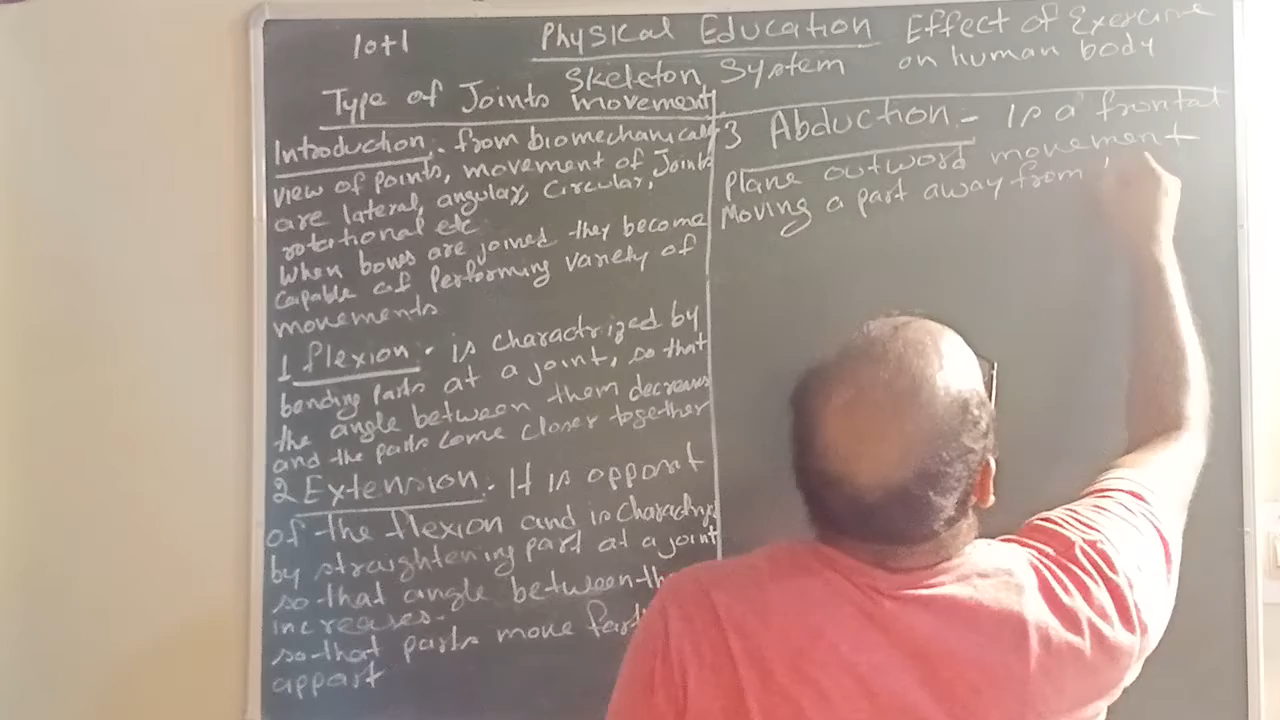 10+1
Physical Education Effect of Exercise
Skeleton System on human body
Type of Joints movement
Introduction:- from biomechanical
view of points, movement of Joints
are lateral, angular, circular,
rotational etc
when bones are joined they become
capable of performing variety of
movements
1 flexion - is charactrized by
bending parts at a joint, so that
the angle between them decreases
and the parts come closer together
2 Extension - It is
of the flexion and is
by straightening part at a joint
so that angle between
increases.
so that parts move
appart
3 Abduction - is a frontal
plane outword movement
Moving a part away from